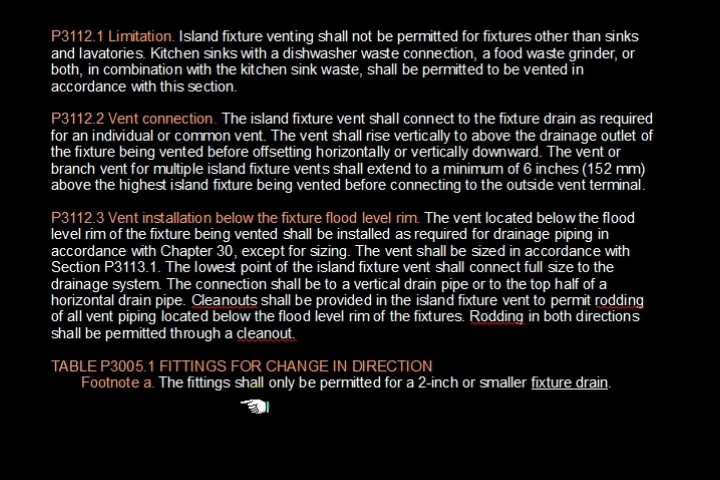 P3112.1 Limitation. Island fixture venting shall not be permitted for fixtures other than sinks
and lavatories. Kitchen sinks with a dishwasher waste connection, a food waste grinder, or
both, in combination with the kitchen sink waste, shall be permitted to be vented in
accordance with this section.
P3112.2 Vent connection. The island fixture vent shall connect to the fixture drain as required
for an individual or common vent. The vent shall rise vertically to above the drainage outlet of
the fixture being vented before offsetting horizontally or vertically downward. The vent or
branch vent for multiple island fixture vents shall extend to a minimum of 6 inches (152 mm)
above the highest island fixture being vented before connecting to the outside vent terminal.
P3112.3 Vent installation below the fixture flood level rim. The vent located below the flood
level rim of the fixture being vented shall be installed as required for drainage piping in
accordance with Chapter 30, except for sizing. The vent shall be sized in accordance with
Section P3113.1. The lowest point of the island fixture vent shall connect full size to the
drainage system. The connection shall be to a vertical drain pipe or to the top half of a
horizontal drain pipe. Cleanouts shall be provided in the island fixture vent to permit rodding
of all vent piping located below the flood level rim of the fixtures. Rodding in both directions
shall be permitted through a cleanout.
TABLE P3005.1 FITTINGS FOR CHANGE IN DIRECTION
Footnote a. The fittings shall only be permitted for a 2-inch or smaller fixture drain.